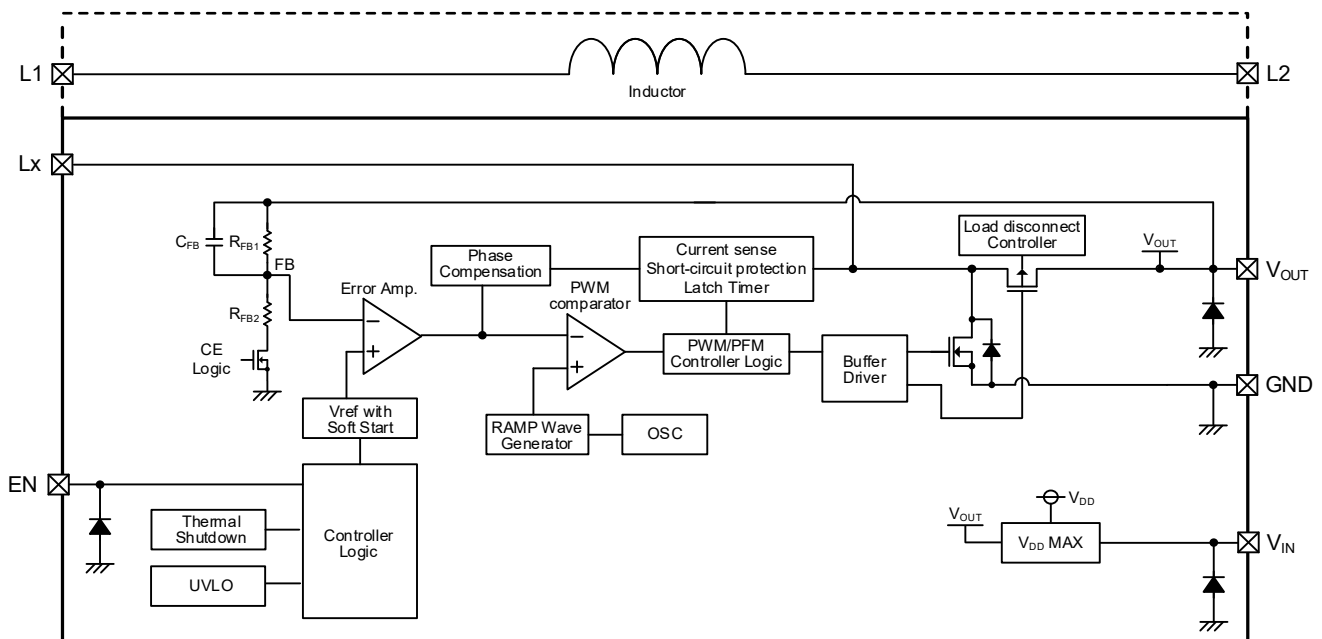 L1
L2
Inductor
Lx
CFB
RFB1
FB
RFB2
CE
Logic
Error Amp.
Phase
Compensation
PWM
comparator
Current sense
Short-circuit protection
Latch Timer
Load disconnect
Controller
VOUT
VOUT
PWM/PFM
Controller Logic
Buffer
Driver
GND
Vref with
Soft Start
RAMP Wave
Generator
OSC
EN
Thermal
Shutdown
UVLO
Controller
Logic
VDD
VOUT
VDD MAX
VIN